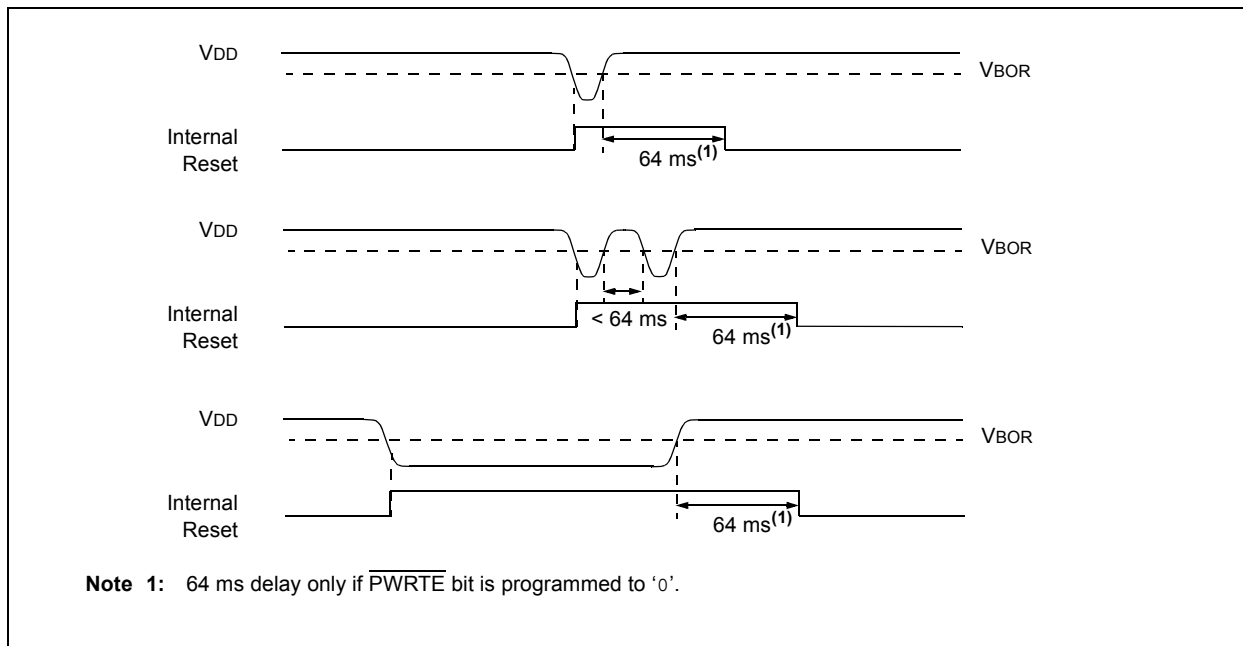 VDD
VBOR
Internal
Reset
64 ms(1)
VDD
VBOR
Internal
Reset
< 64 ms
64 ms(1)
VDD
VBOR
Internal
Reset
64 ms(1)
Note 1: 64 ms delay only if PWRTE bit is programmed to ‘0’.